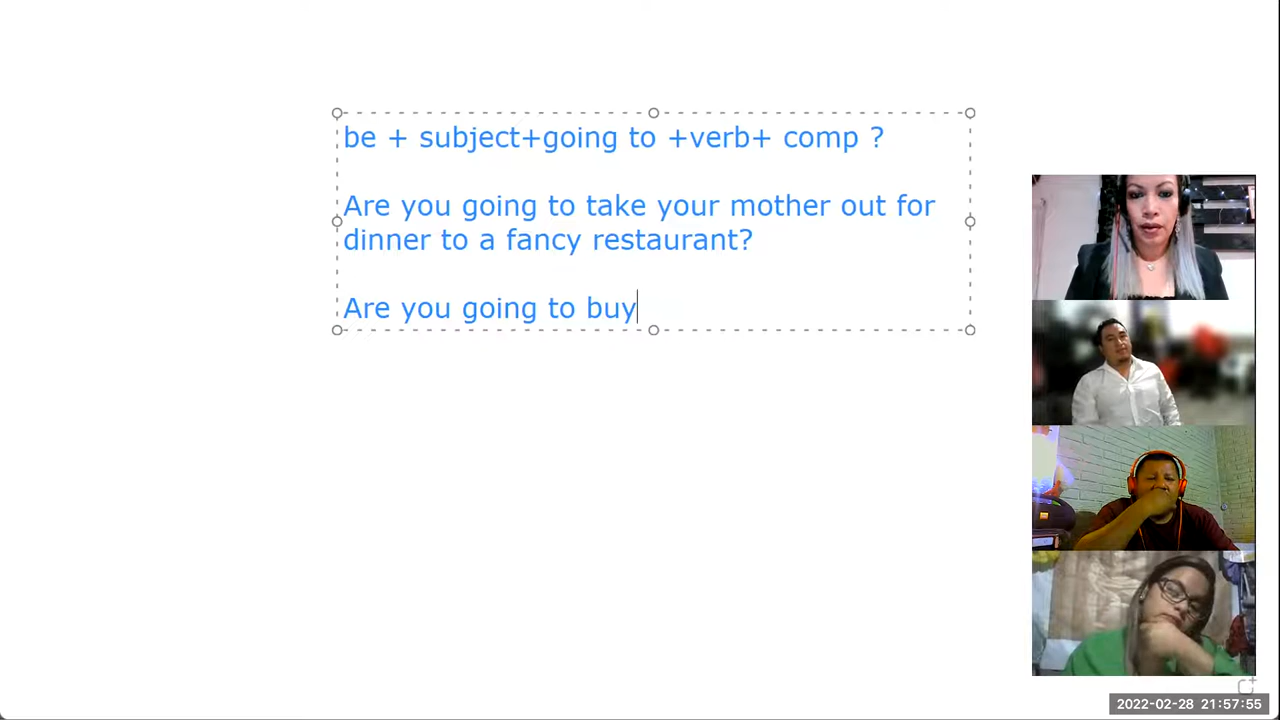 be + subject+going to +verb+ comp ?
Are you going to take your mother out for
dinner to a fancy restaurant?
Are you going to buy
2022-02-28 21:57:55